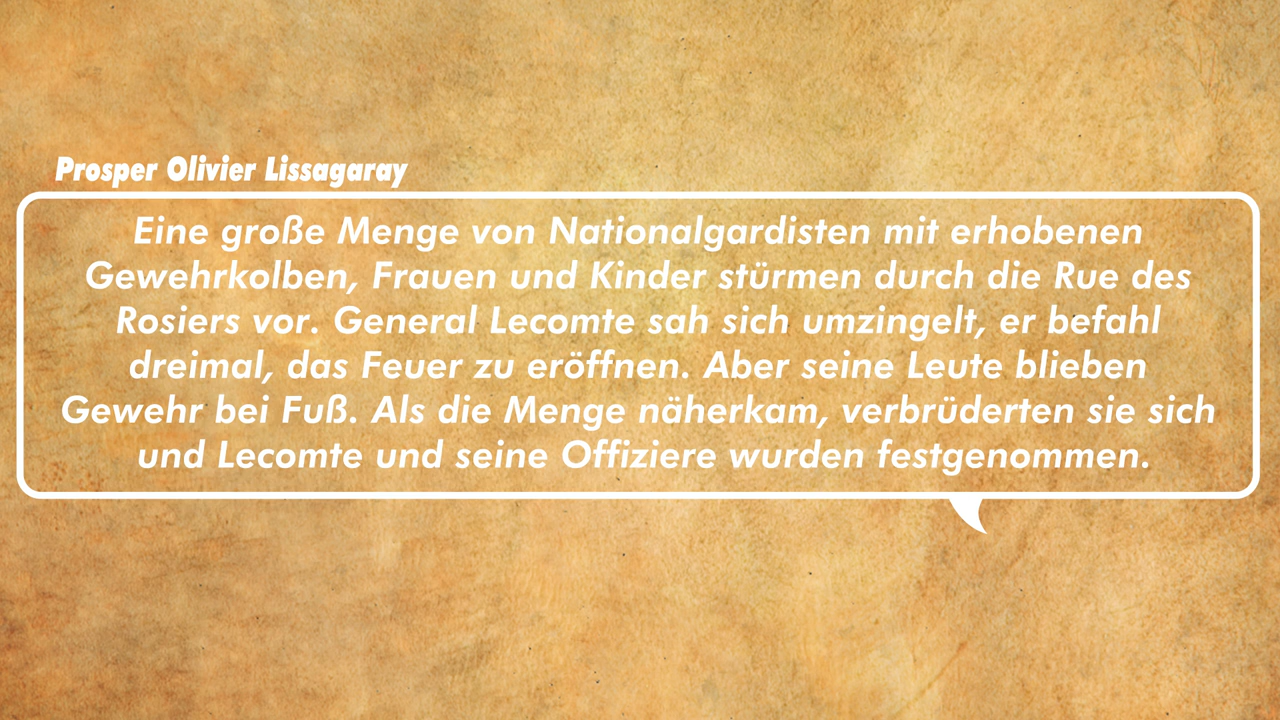 Prosper Olivier Lissagaray
Eine große Menge von Nationalgardisten mit erhobenen
Gewehrkolben, Frauen und Kinder stürmen durch die Rue des
Rosiers vor. General Lecomte sah sich umzingelt, er befahl
dreimal, das Feuer zu eröffnen. Aber seine Leute blieben
Gewehr bei Fuß. Als die Menge näherkam, verbrüderten sie sich
und Lecomte und seine Offiziere wurden festgenommen.